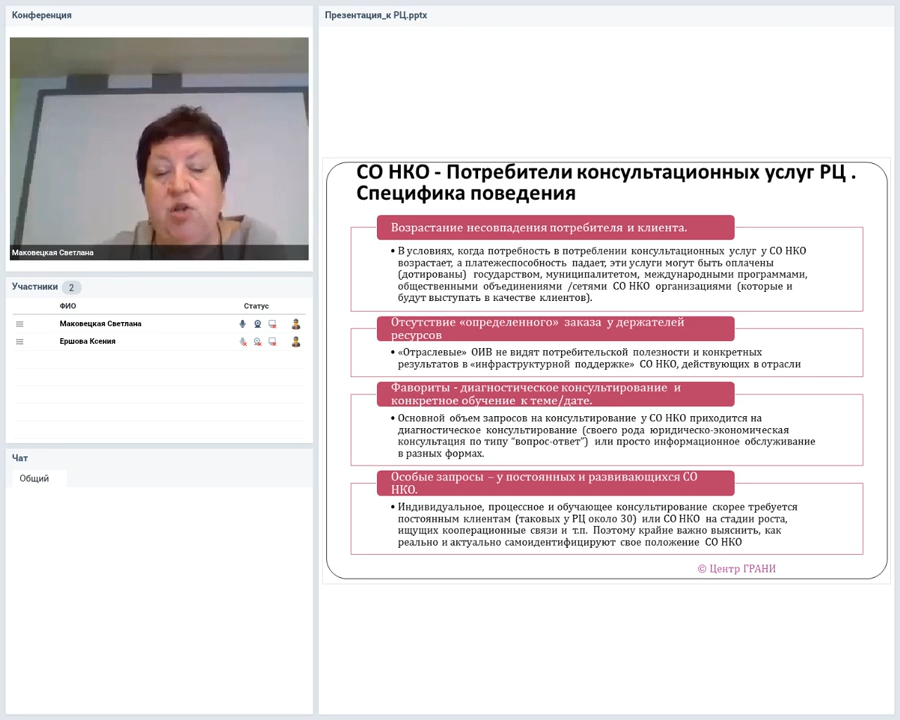 Конференция
Маковецкая Светлана
Участники 2
ФИО Статус
Маковецкая Светлана
Ершова Ксения
Чат
Общий
Презентация_к РЦ.pptx
СО НКО - Потребители консультационных услуг РЦ .
Специфика поведения
Возрастание несовпадения потребителя и клиента.
• В условиях, когда потребность в потреблении консультационных услуг у СО НКО
возрастает, а платежеспособность падает, эти услуги могут быть оплачены
(дотированы) государством, муниципалитетом, международными программами,
общественными объединениями /сетями СО НКО организациями (которые и
будут выступать в качестве клиентов).
Отсутствие «определенного» заказа у держателей
ресурсов
• «Отраслевые» ОИВ не видят потребительской полезности и конкретных
результатов в «инфраструктурной поддержке» СО НКО, действующих в отрасли
Фавориты - диагностическое консультирование и
конкретное обучение к теме/дате.
• Основной объем запросов на консультирование у СО НКО приходится на
диагностическое консультирование (своего рода юридическо-экономическая
консультация по типу “вопрос-ответ”) или просто информационное обслуживание
в разных формах.
Особые запросы – у постоянных и развивающихся СО
НКО.
• Индивидуальное, процессное и обучающее консультирование скорее требуется
постоянным клиентам (таковых у РЦ около 30) или СО НКО на стадии роста,
ищущих кооперационные связи и т.п. Поэтому крайне важно выяснить, как
реально и актуально самоидентифицируют свое положение СО НКО
© Центр ГРАНИ